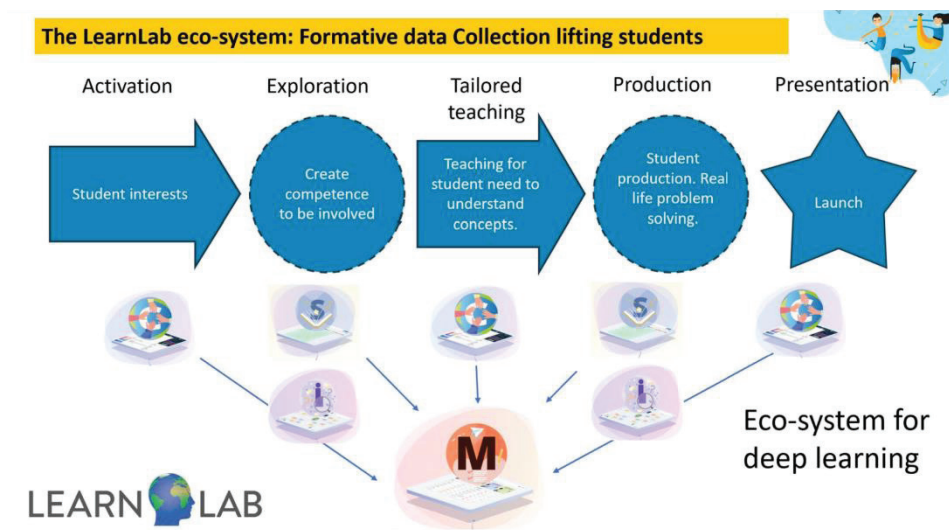 The LearnLab eco-system: Formative data Collection lifting students
Activation
Exploration
Tailored
teaching
Production
Presentation
Student interests
Create
competence
to be involved
Teaching for
student need to
understand
concepts.
Student
production. Real
life problem
solving.
Launch
S
S
i
i
M
Eco-system for
deep learning
LEARN LAB